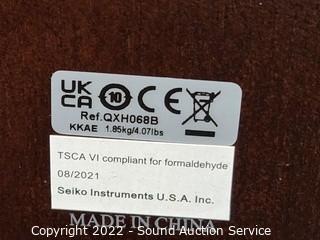 UK
CA 10 CE
Ref.QXH068B
KKAE 1.85kg/4.07lbs
TSCA VI compliant for formaldehyde
08/2021
Seiko Instruments U.S.A. Inc.
MADE IN CHINA
Copyright 2022 - Sound Auction Service